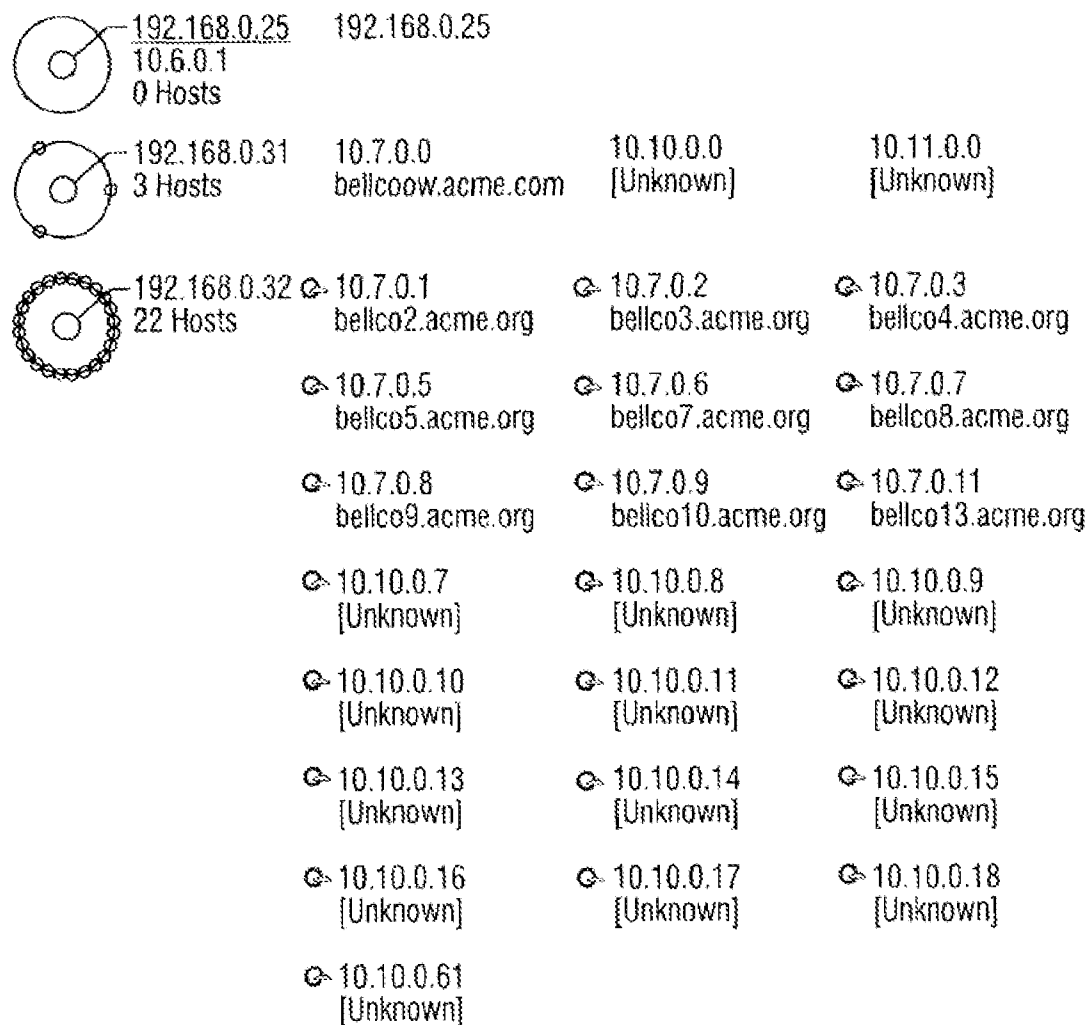 192.168.0.25 192.168.0.25
10.6.0.1
0 Hosts
192.168.0.31 10.7.0.0 10.10.0.0 10.11.0.0
3 Hosts bellcoow.acme.com [Unknown] [Unknown]
192.168.0.32 10.7.0.1 10.7.0.2 10.7.0.3
22 Hosts bellco2.acme.org bellco3.acme.org bellco4.acme.org
10.7.0.5 10.7.0.6 10.7.0.7
bellco5.acme.org bellco7.acme.org bellco8.acme.org
10.7.0.8 10.7.0.9 10.7.0.11
bellco9.acme.org bellco10.acme.org bellco13.acme.org
10.10.0.7 10.10.0.8 10.10.0.9
[Unknown] [Unknown] [Unknown]
10.10.0.10 10.10.0.11 10.10.0.12
[Unknown] [Unknown] [Unknown]
10.10.0.13 10.10.0.14 10.10.0.15
[Unknown] [Unknown] [Unknown]
10.10.0.16 10.10.0.17 10.10.0.18
[Unknown] [Unknown] [Unknown]
10.10.0.61
[Unknown]